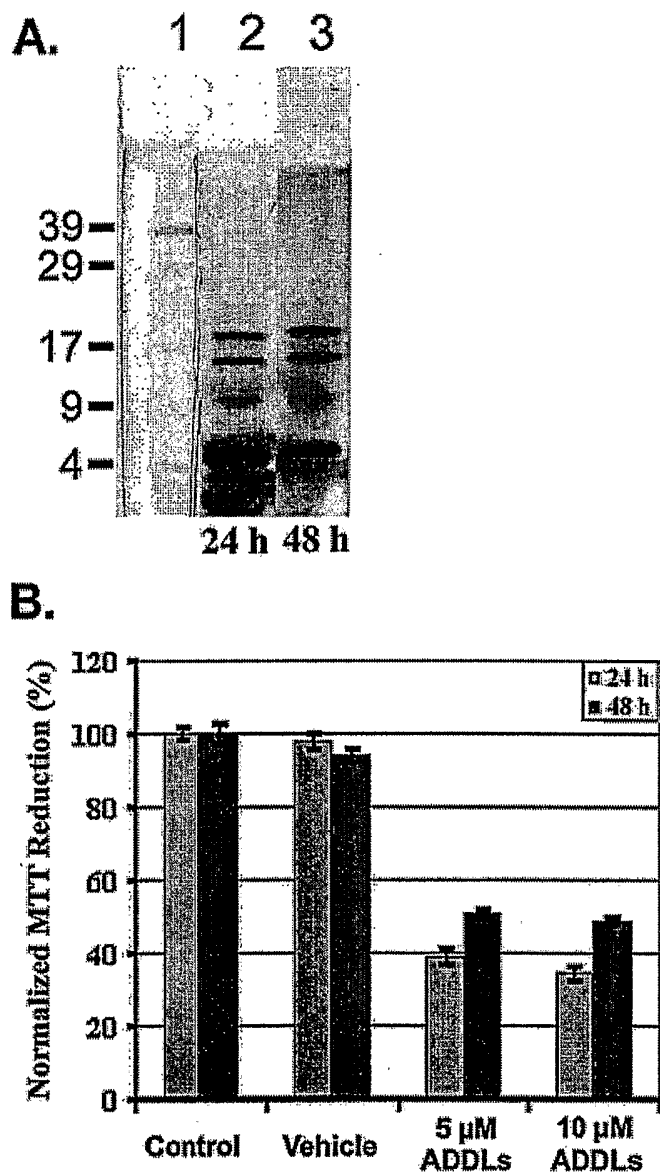 A.
1 2 3
39
29
17
9
4
24 h 48 h
B.
Normalized MTT Reduction (%)
120
100
80
60
40
20
0
24 h
48 h
Control Vehicle 5 µM ADDLs 10 µM ADDLs